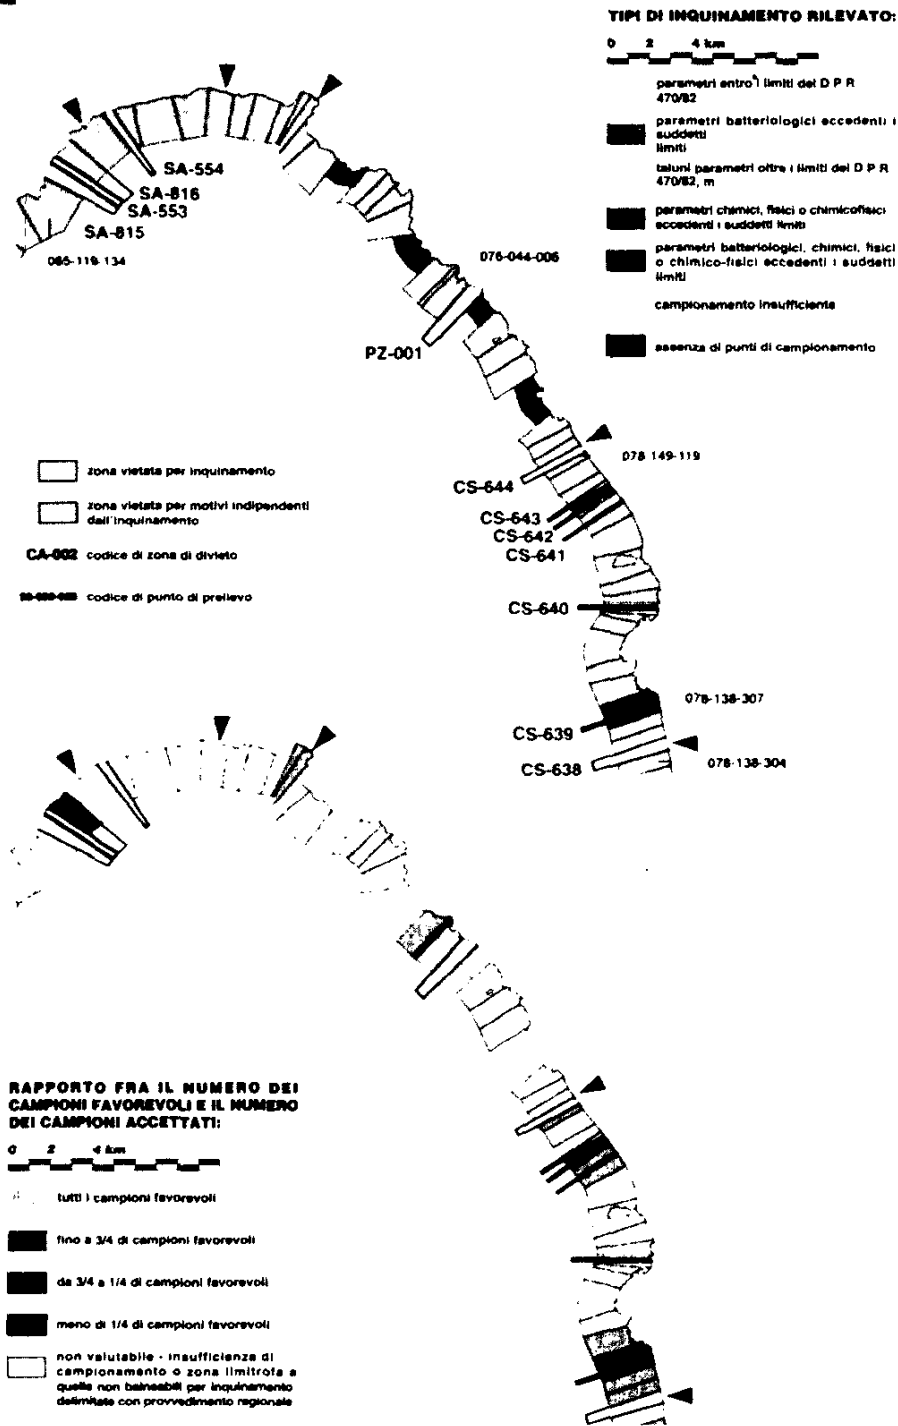 TIPI DI INQUINAMENTO RILEVATO:
0 2 4 km
parametri entro i limiti del D P R
470/82
parametri batteriologici eccedenti i
suddetti
limiti
taluni parametri oltre i limiti del D P R
470/82, m
parametri chimici, fisici o chimicofisici
eccedenti i suddetti limiti
parametri batteriologici, chimici, fisici
o chimico-fisici eccedenti i suddetti
limiti
campionamento insufficiente
assenza di punti di campionamento
SA-554
SA-816
SA-553
SA-815
065-119-134
076-044-006
PZ-001
078 149-119
CS-644
CS-643
CS-642
CS-641
CS-640
078-138-307
CS-639
CS-638
078-138-304
zona vietata per inquinamento
zona vietata per motivi indipendenti
dall'inquinamento
CA-002 codice di zona di divieto
codice di punto di prelievo
RAPPORTO FRA IL NUMERO DEI
CAMPIONI FAVOREVOLI E IL NUMERO
DEI CAMPIONI ACCETTATI:
0 2 4 km
tutti i campioni favorevoli
fino a 3/4 di campioni favorevoli
da 3/4 a 1/4 di campioni favorevoli
meno di 1/4 di campioni favorevoli
non valutabile - insufficienza di
campionamento o zona limitrofa a
quelle non balneabili per inquinamento
delimitate con provvedimento regionale